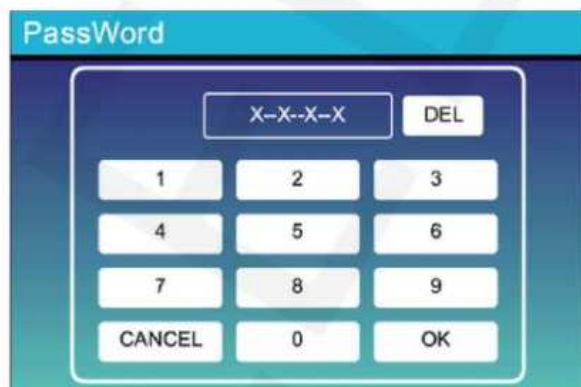 PassWord
X--X--X--X DEL
1 2 3
4 5 6
7 8 9
CANCEL 0 OK